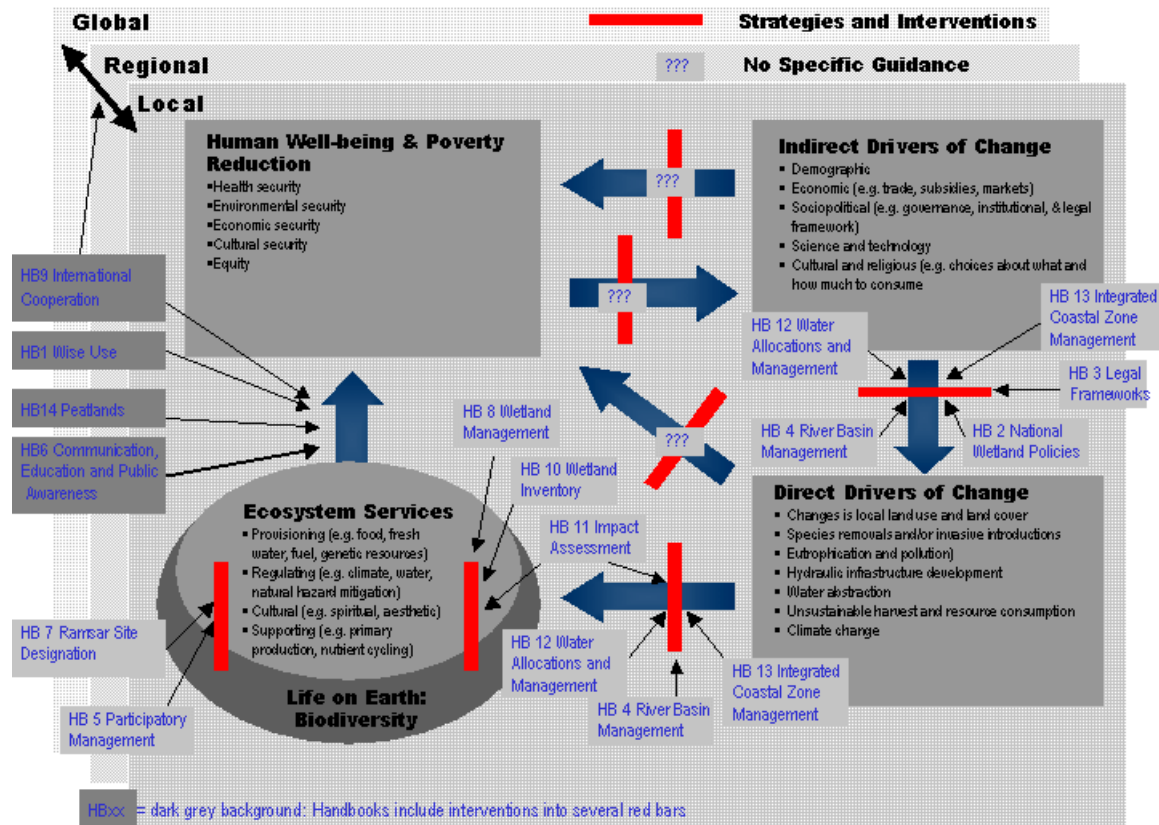 Global
Strategies and Interventions
Regional
???
No Specific Guidance
Local
Human Well-being & Poverty
Reduction
▪Health security
▪Environmental security
▪Economic security
▪Cultural security
▪Equity
???
???
Indirect Drivers of Change
▪ Demographic
▪ Economic (e.g. trade, subsidies, markets)
▪ Sociopolitical (e.g. governance, institutional, & legal
framework)
▪ Science and technology
▪ Cultural and religious (e.g. choices about what and
how much to consume
HB9 International
Cooperation
HB1 Wise Use
HB14 Peatlands
HB6 Communication,
Education and Public
Awareness
HB 12 Water
Allocations and
Management
HB 13 Integrated
Coastal Zone
Management
HB 3 Legal
Frameworks
HB 4 River Basin
Management
HB 2 National
Wetland Policies
???
HB 8 Wetland
Management
HB 10 Wetland
Inventory
HB 11 Impact
Assessment
Ecosystem Services
▪ Provisioning (e.g. food, fresh
water, fuel, genetic resources)
▪ Regulating (e.g. climate, water,
natural hazard mitigation)
▪ Cultural (e.g. spiritual, aesthetic)
▪ Supporting (e.g. primary
production, nutrient cycling)
Life on Earth:
Biodiversity
Direct Drivers of Change
▪ Changes is local land use and land cover
▪ Species removals and/or invasive introductions
▪ Eutrophication and pollution)
▪ Hydraulic infrastructure development
▪ Water abstraction
▪ Unsustainable harvest and resource consumption
▪ Climate change
HB 7 Ramsar Site
Designation
HB 5 Participatory
Management
HB 12 Water
Allocations and
Management
HB 4 River Basin
Management
HB 13 Integrated
Coastal Zone
Management
HBxx = dark grey background: Handbooks include interventions into several red bars